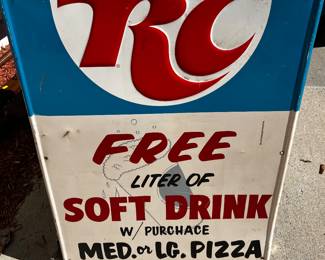 RC
FREE
LITER OF
SOFT DRINK
W/ PURCHACE
MED. or LG. PIZZA